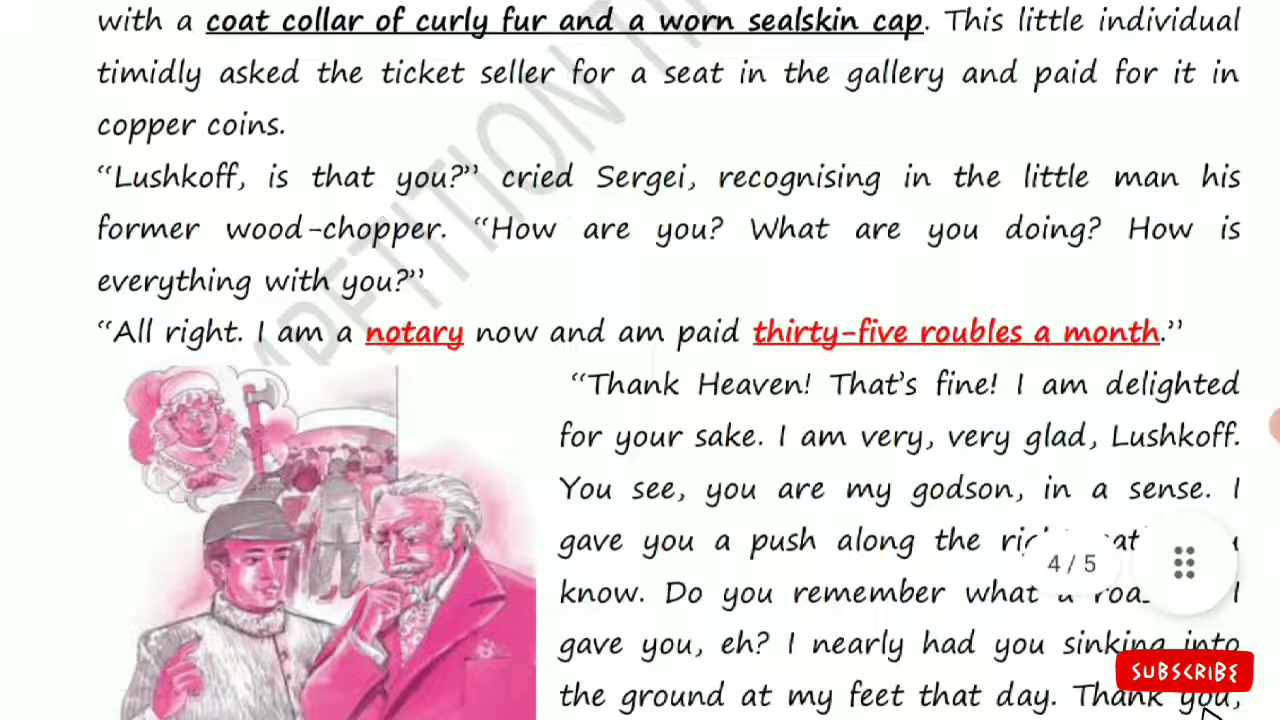 with a coat collar of curly fur and a worn sealskin cap. This little individual
timidly asked the ticket seller for a seat in the gallery and paid for it in
copper coins.
“Lushkoff, is that you?” cried Sergei, recognising in the little man his
former wood-chopper. “How are you? What are you doing? How is
everything with you?”
“All right. I am a notary now and am paid thirty-five roubles a month.”
“Thank Heaven! That’s fine! I am delighted
for your sake. I am very, very glad, Lushkoff.
You see, you are my godson, in a sense. I
gave you a push along the
4 / 5
know. Do you remember what a I
gave you, eh? I nearly had you sinking into
SUBSCRIBE
the ground at my feet that day. Thank you,